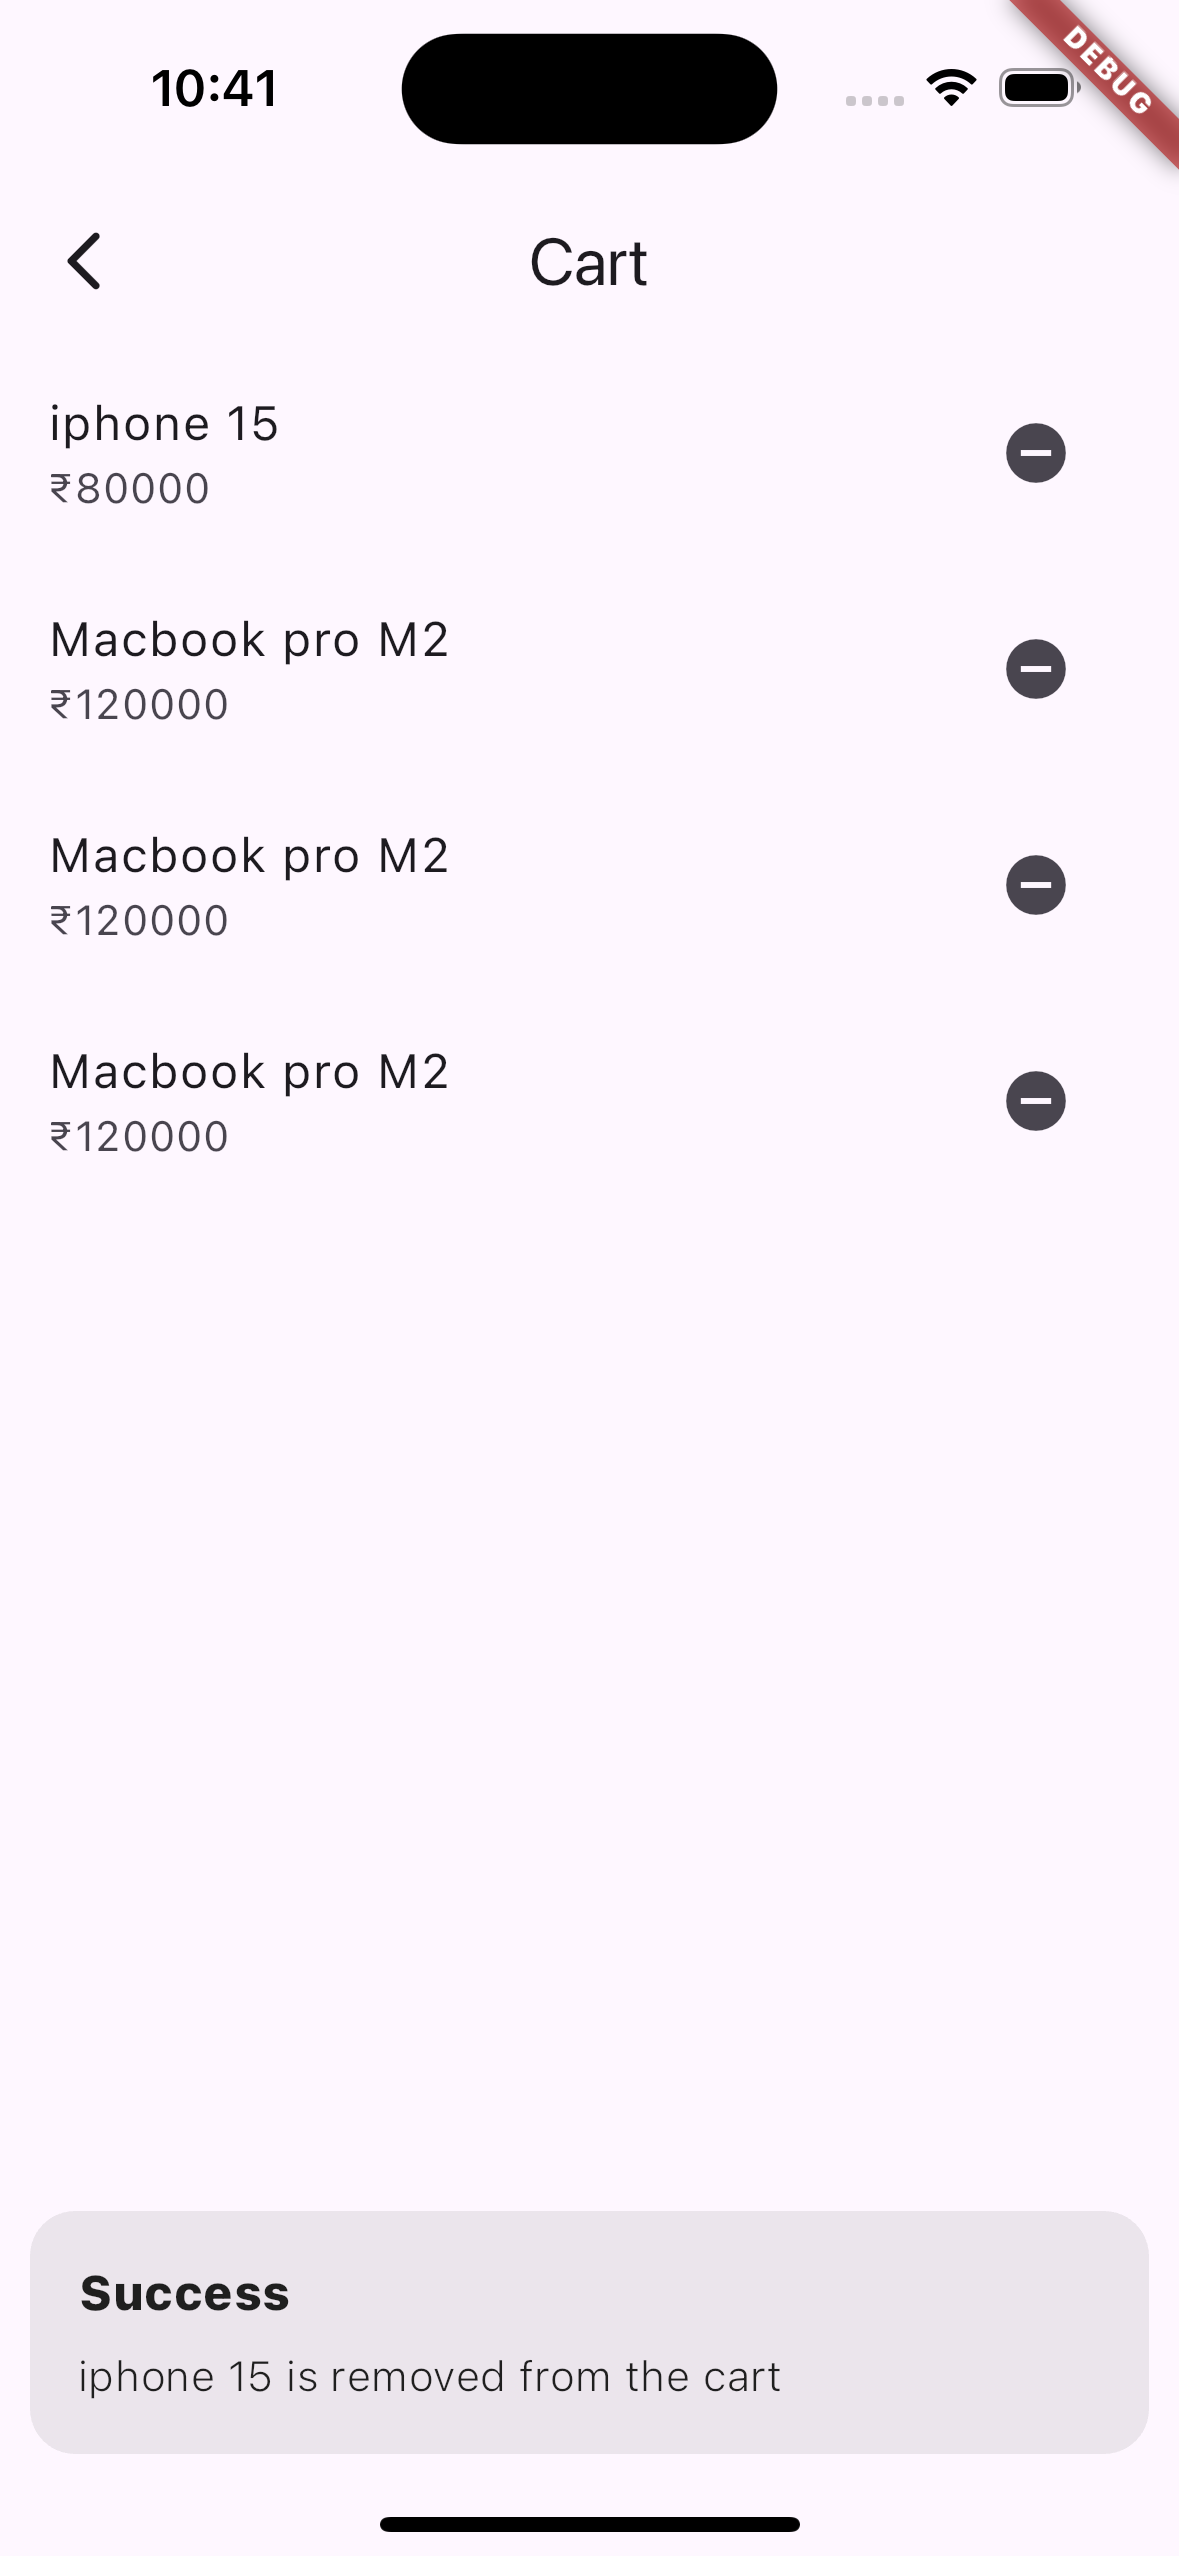 10:41
DEBUG
Cart
iphone 15
₹80000
Macbook pro M2
₹120000
Macbook pro M2
₹120000
Macbook pro M2
₹120000
Success
iphone 15 is removed from the cart